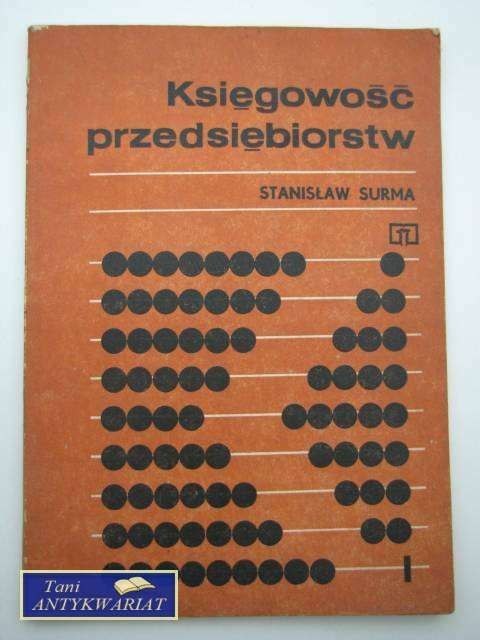 Księgowość
przedsiębiorstw
STANISŁAW SURMA
I
Tani
ANTYKWARIAT